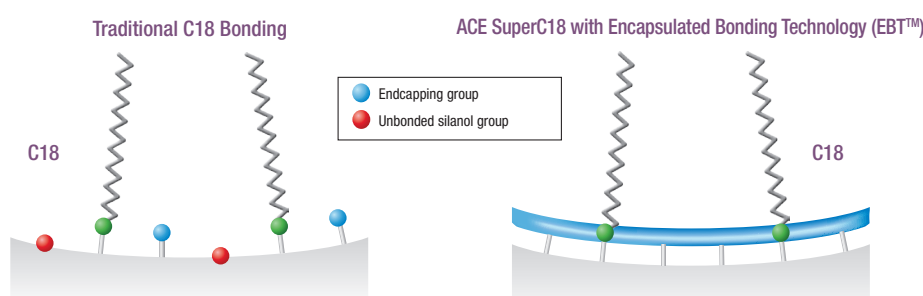 Traditional C18 Bonding
ACE SuperC18 with Encapsulated Bonding Technology (EBT™)
Endcapping group
Unbonded silanol group
C18
C18